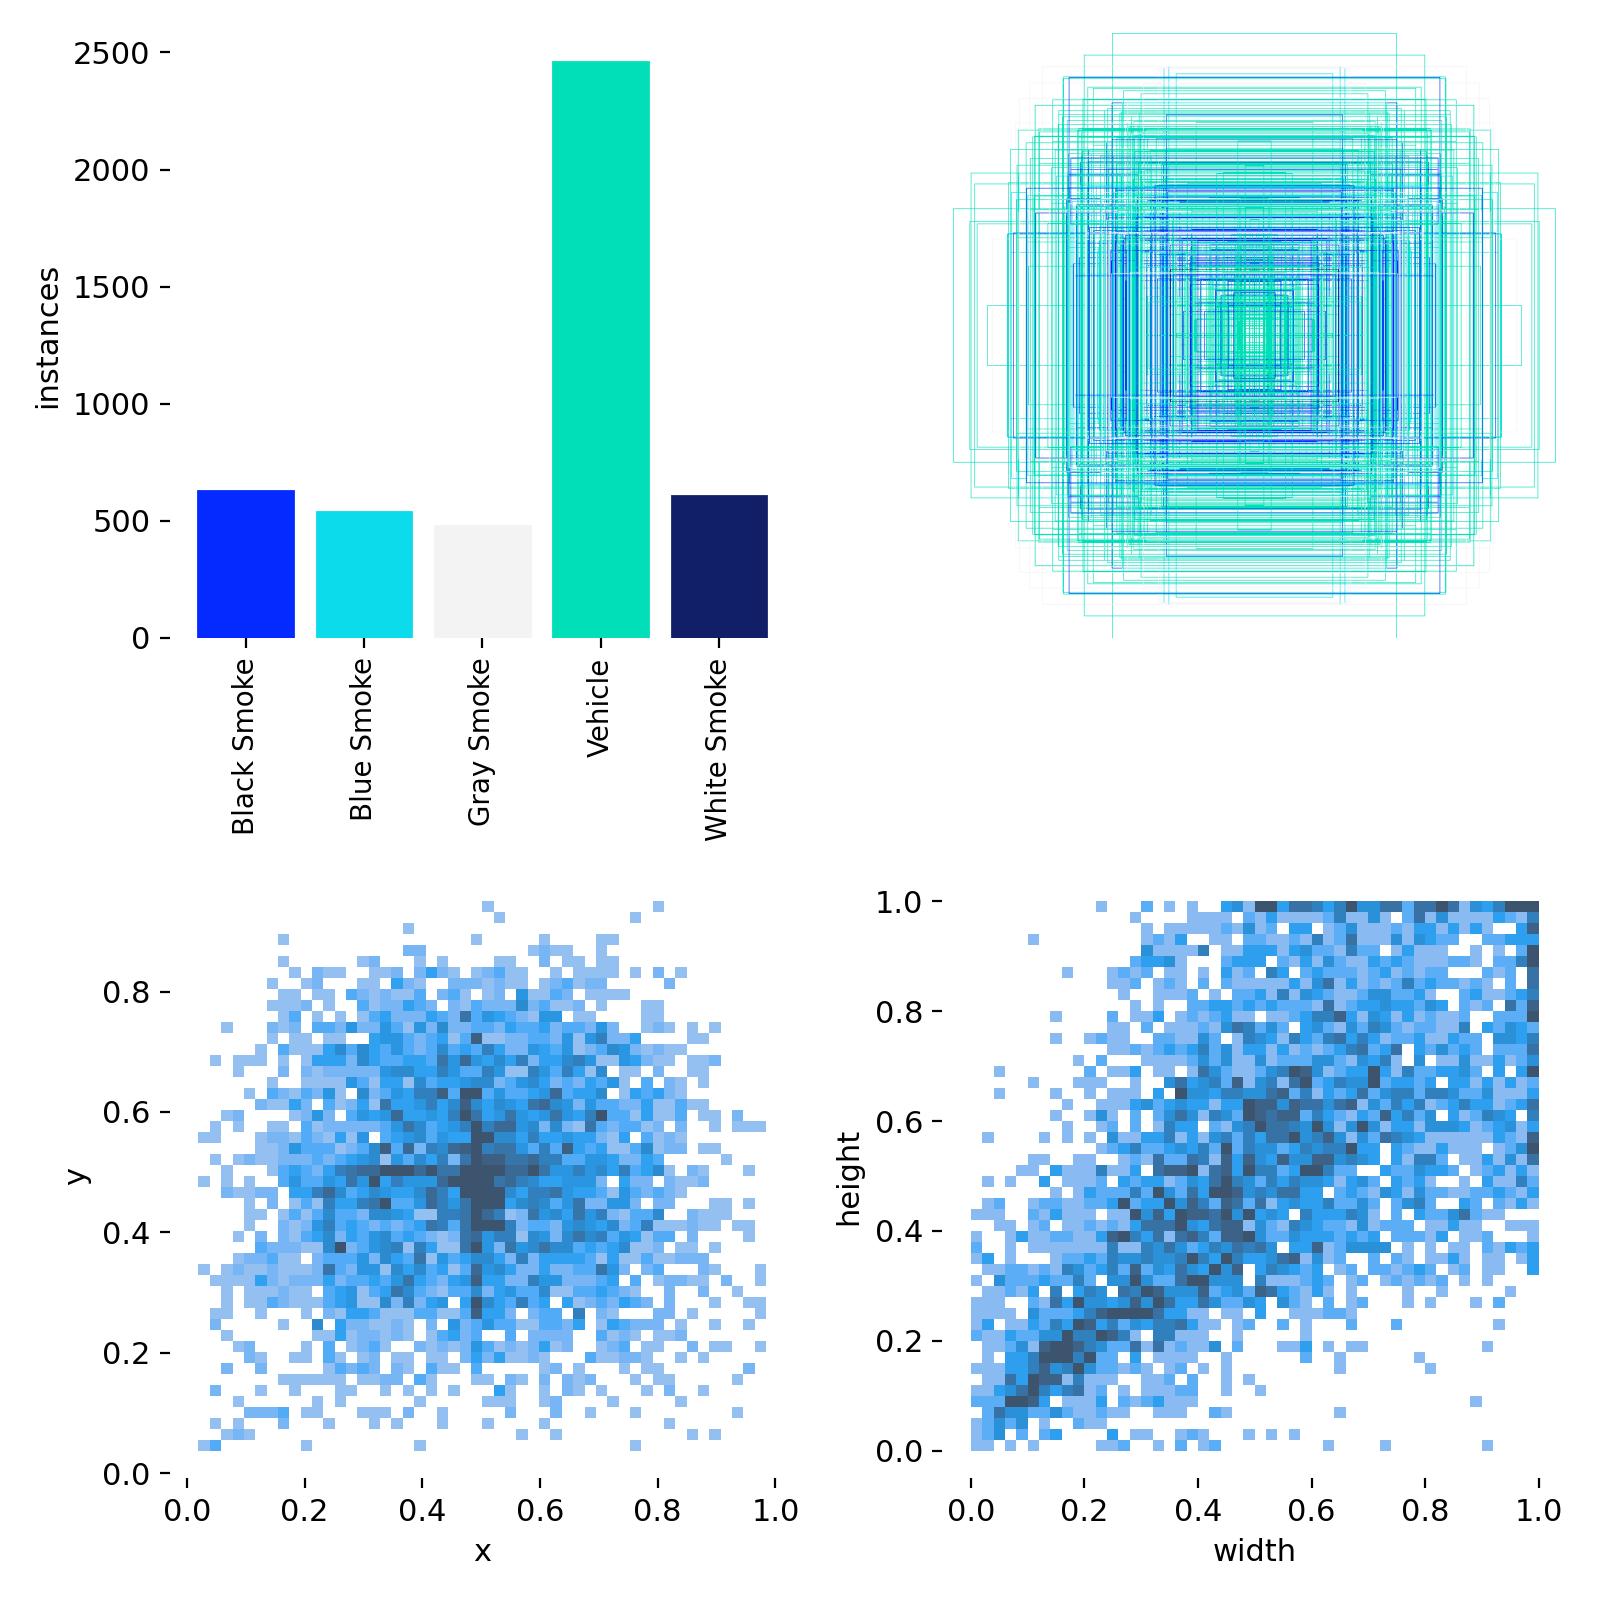 2500
2000
1500
1000
500
0
instances
Black Smoke
Blue Smoke
Gray Smoke
Vehicle
White Smoke
0.8
0.6
0.4
0.2
0.0
y
0.0 0.2 0.4 0.6 0.8 1.0
x
1.0
0.8
0.6
0.4
0.2
0.0
height
0.0 0.2 0.4 0.6 0.8 1.0
width